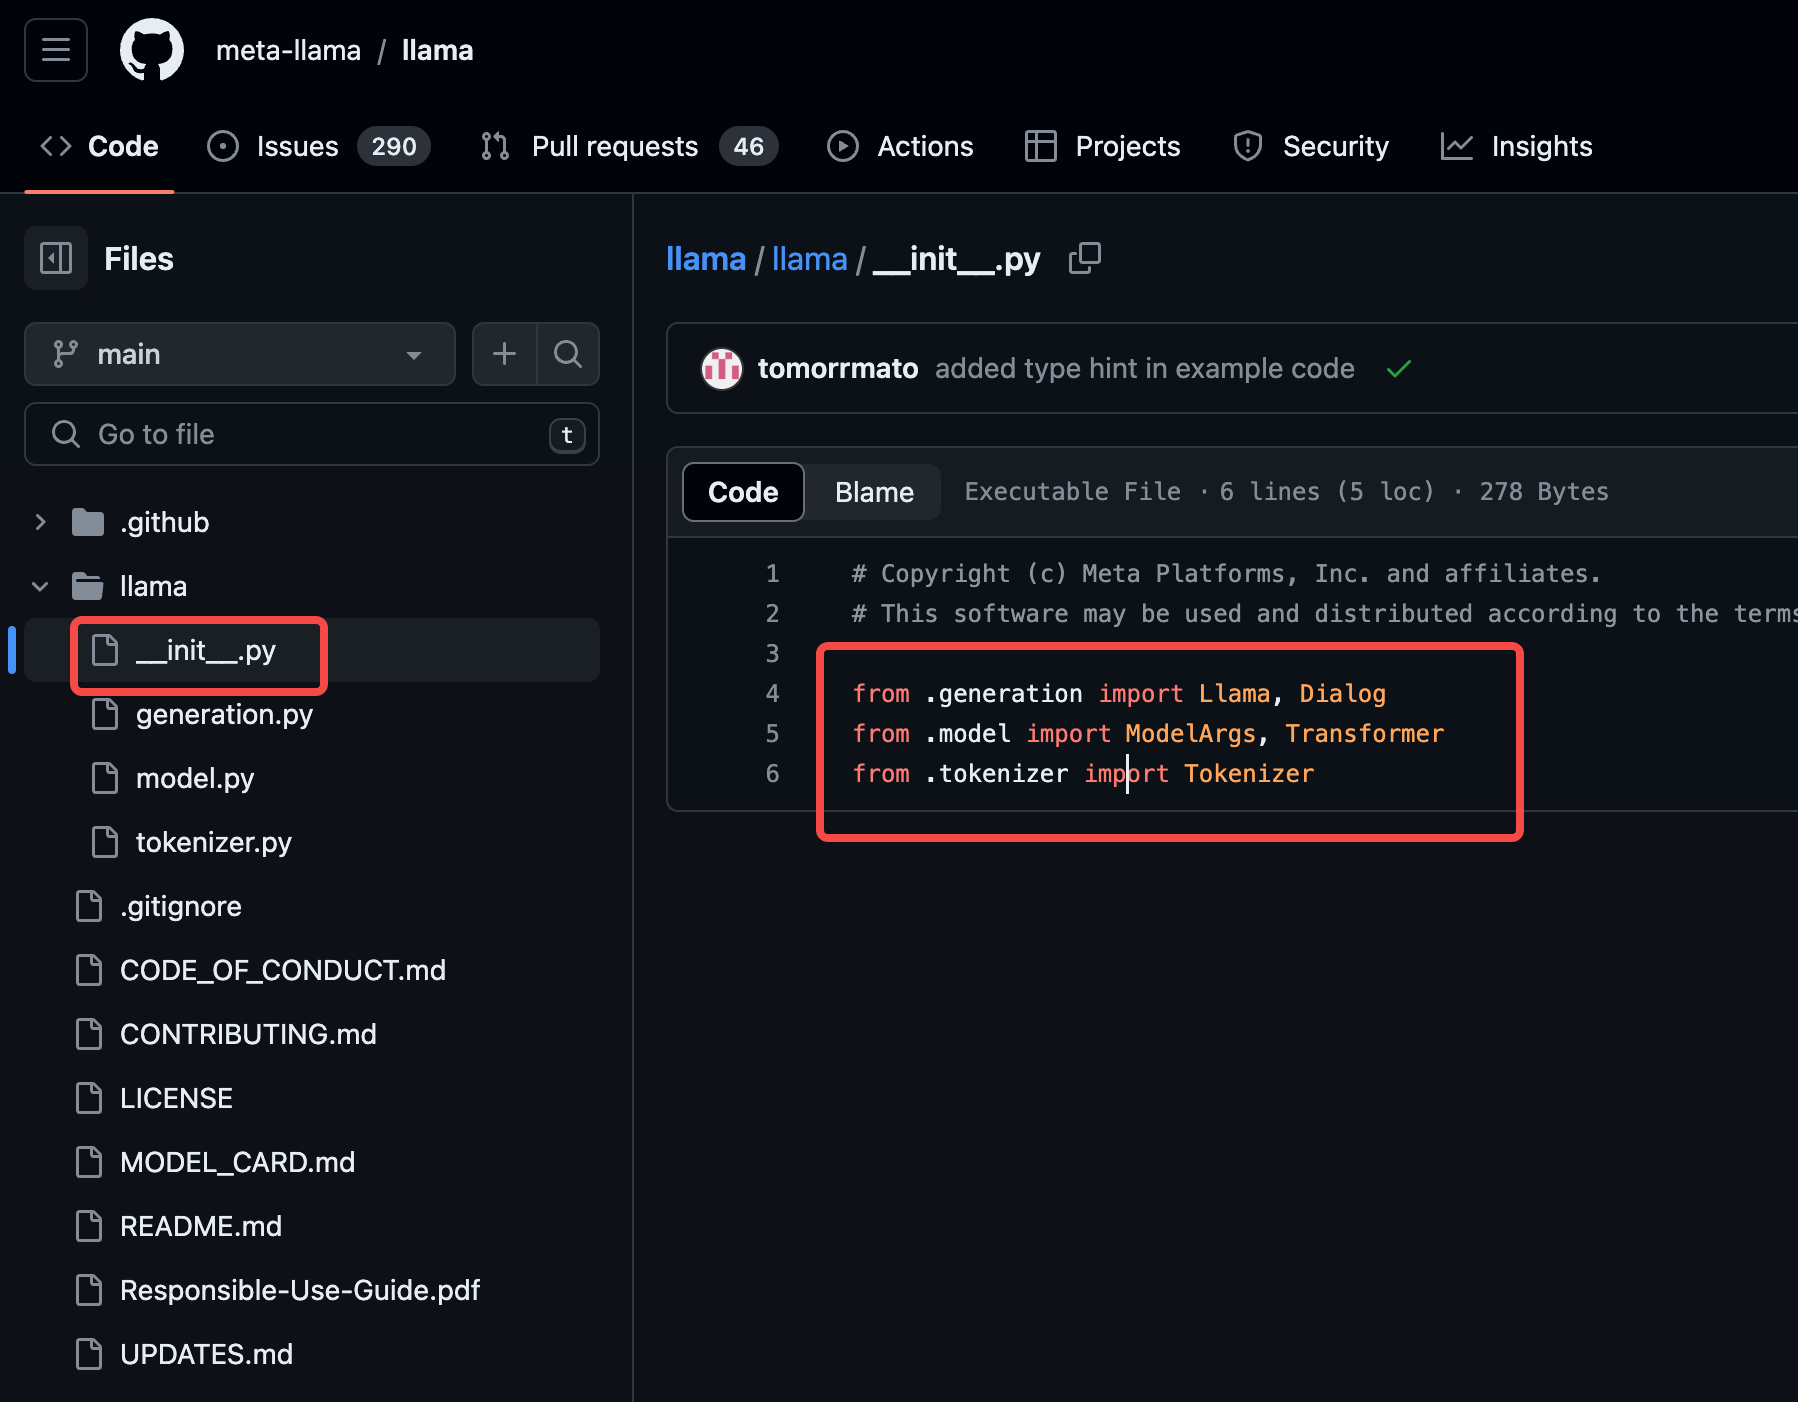 meta-llama / llama
Code Issues 290 Pull requests 46 Actions Projects Security Insights
Files
main
Go to file t
.github
llama
__init__.py
generation.py
model.py
tokenizer.py
.gitignore
CODE_OF_CONDUCT.md
CONTRIBUTING.md
LICENSE
MODEL_CARD.md
README.md
Responsible-Use-Guide.pdf
UPDATES.md
llama / llama / __init__.py
tomorrmato added type hint in example code
Code Blame Executable File · 6 lines (5 loc) · 278 Bytes
1 # Copyright (c) Meta Platforms, Inc. and affiliates.
2 # This software may be used and distributed according to the terms
3
4 from .generation import Llama, Dialog
5 from .model import ModelArgs, Transformer
6 from .tokenizer import Tokenizer